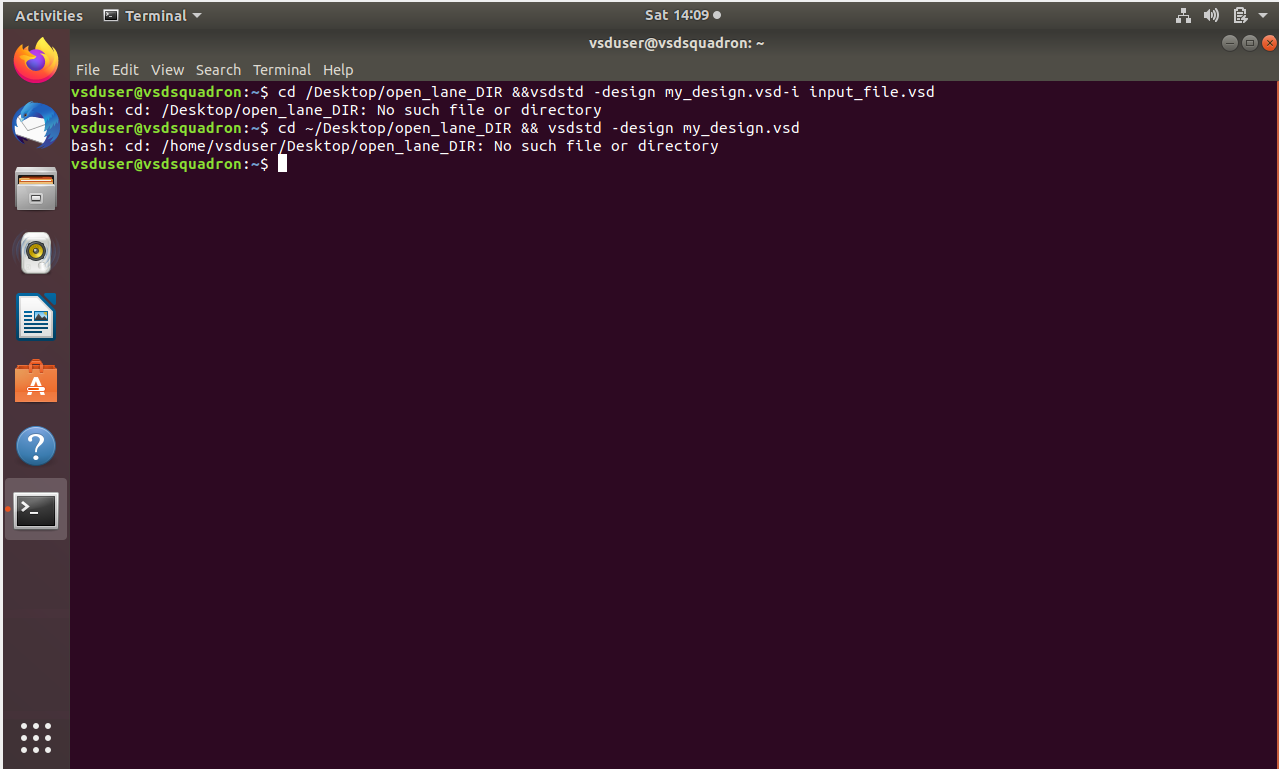 Activities Terminal Sat 14:09
vsduser@vsdsquadron: ~
File Edit View Search Terminal Help
vsduser@vsdsquadron:~$ cd /Desktop/open_lane_DIR &&vsdstd -design my_design.vsd-i input_file.vsd
bash: cd: /Desktop/open_lane_DIR: No such file or directory
vsduser@vsdsquadron:~$ cd ~/Desktop/open_lane_DIR && vsdstd -design my_design.vsd
bash: cd: /home/vsduser/Desktop/open_lane_DIR: No such file or directory
vsduser@vsdsquadron:~$